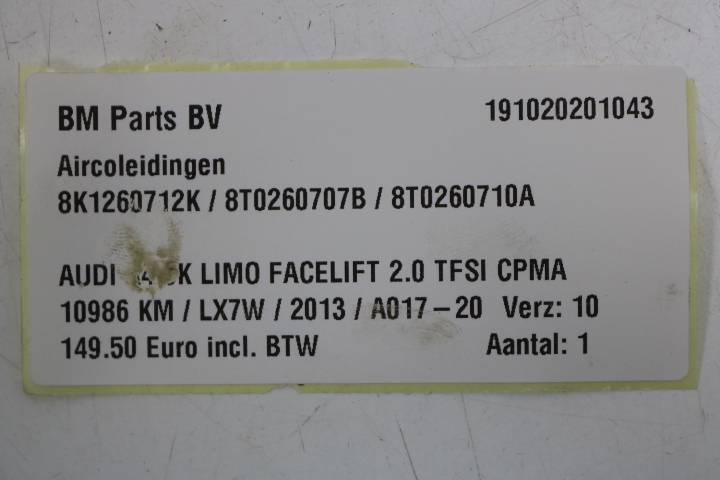 BM Parts BV 191020201043
Aircoleidingen
8K1260712K / 8T0260707B / 8T0260710A
AUDI LIMO FACELIFT 2.0 TFSI CPMA
10986 KM / LX7W / 2013 / A017-20 Verz: 10
149.50 Euro incl. BTW Aantal: 1